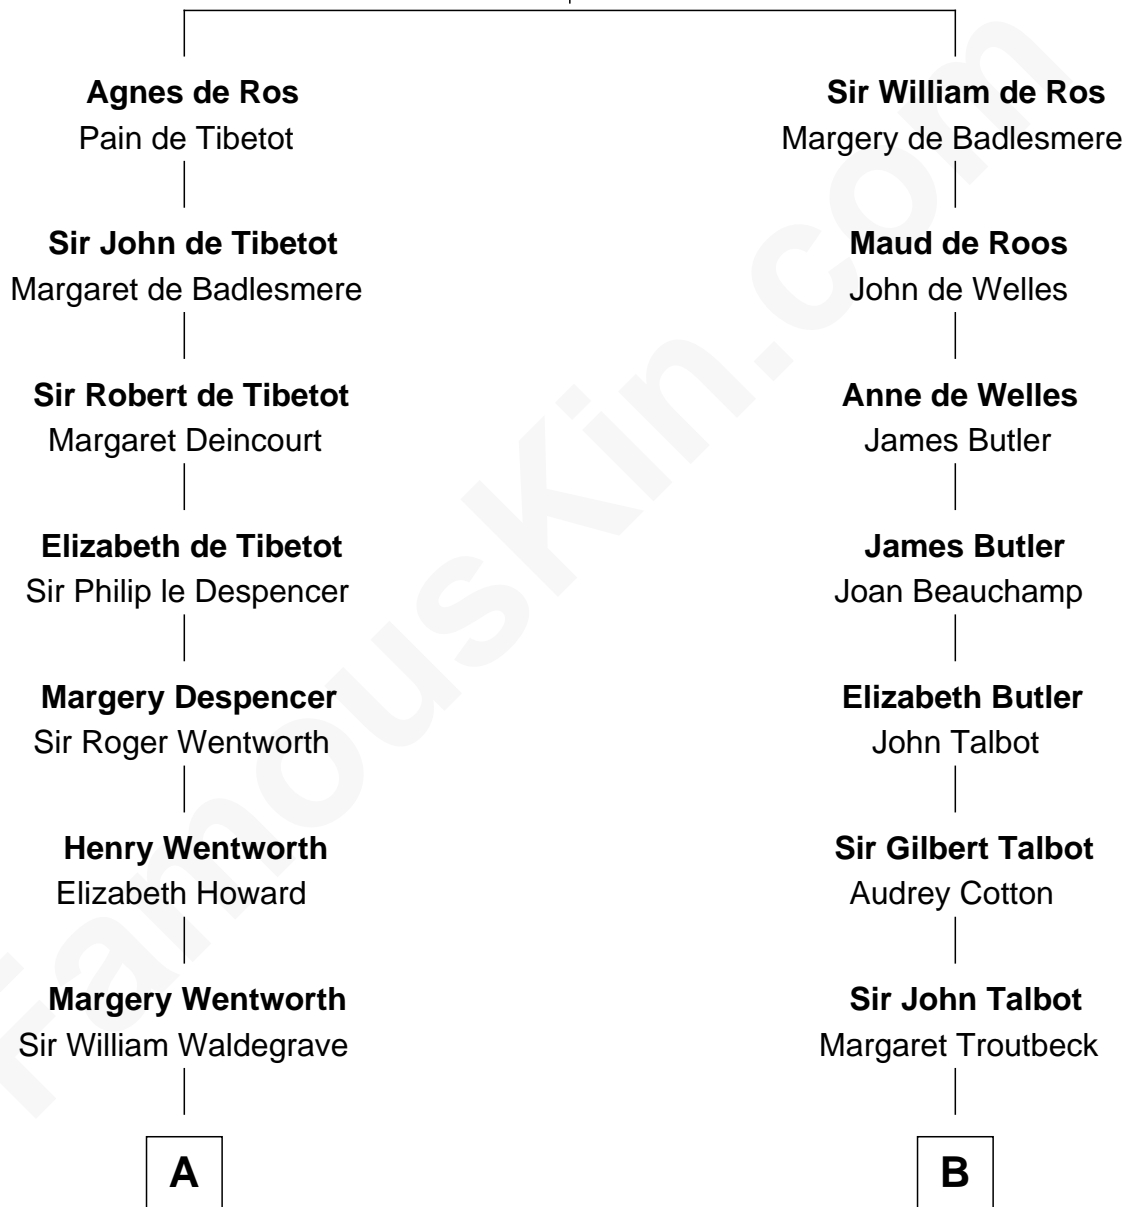 Agnes de Ros
Pain de Tibetot
Sir John de Tibetot
Margaret de Badlesmere
Sir Robert de Tibetot
Margaret Deincourt
Elizabeth de Tibetot
Sir Philip le Despencer
Margery Despencer
Sir Roger Wentworth
Henry Wentworth
Elizabeth Howard
Margery Wentworth
Sir William Waldegrave
A
Sir William de Ros
Margery de Badlesmere
Maud de Roos
John de Welles
Anne de Welles
James Butler
James Butler
Joan Beauchamp
Elizabeth Butler
John Talbot
Sir Gilbert Talbot
Audrey Cotton
Sir John Talbot
Margaret Troutbeck
B
FamousKin.com